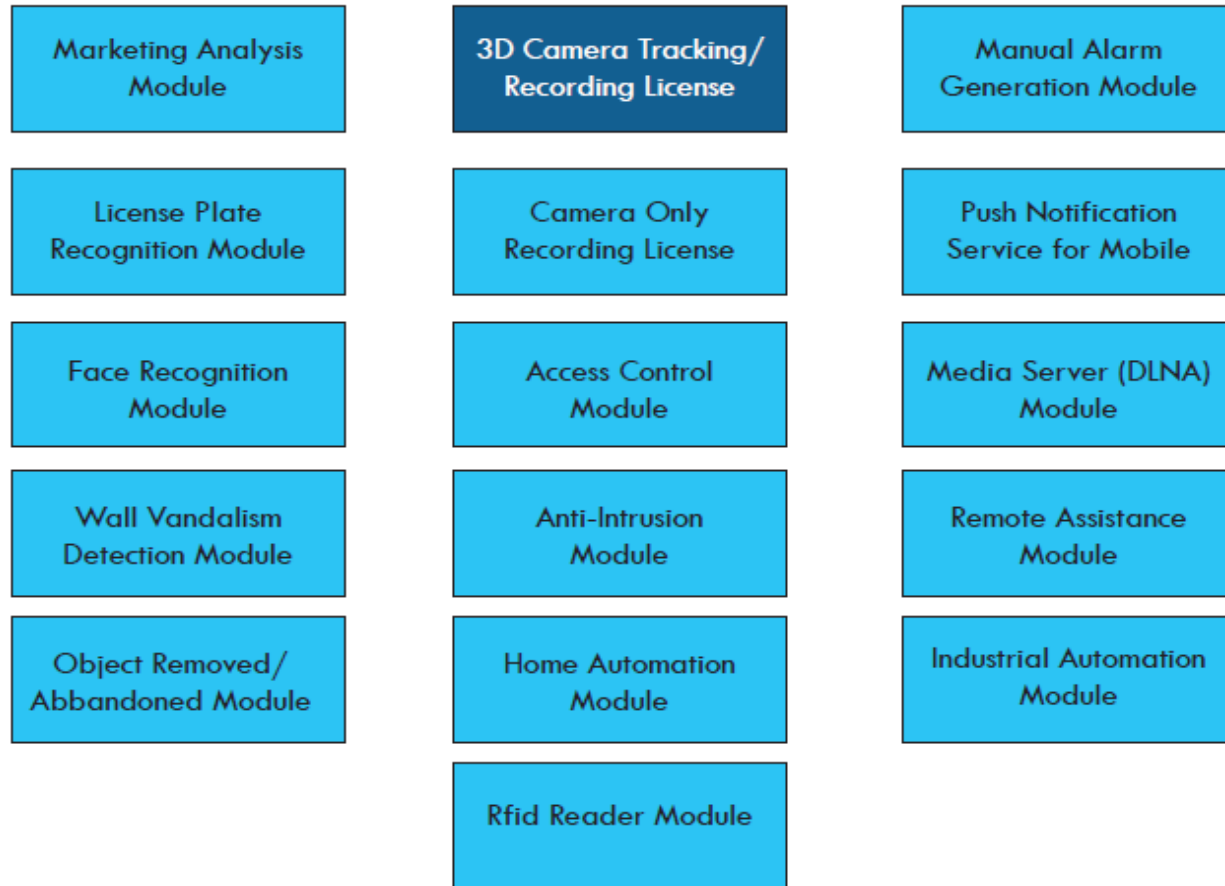 Marketing Analysis
Module
3D Camera Tracking/
Recording License
Manual Alarm
Generation Module
License Plate
Recognition Module
Camera Only
Recording License
Push Notification
Service for Mobile
Face Recognition
Module
Access Control
Module
Media Server (DLNA)
Module
Wall Vandalism
Detection Module
Anti-Intrusion
Module
Remote Assistance
Module
Object Removed/
Abbandoned Module
Home Automation
Module
Industrial Automation
Module
Rfid Reader Module